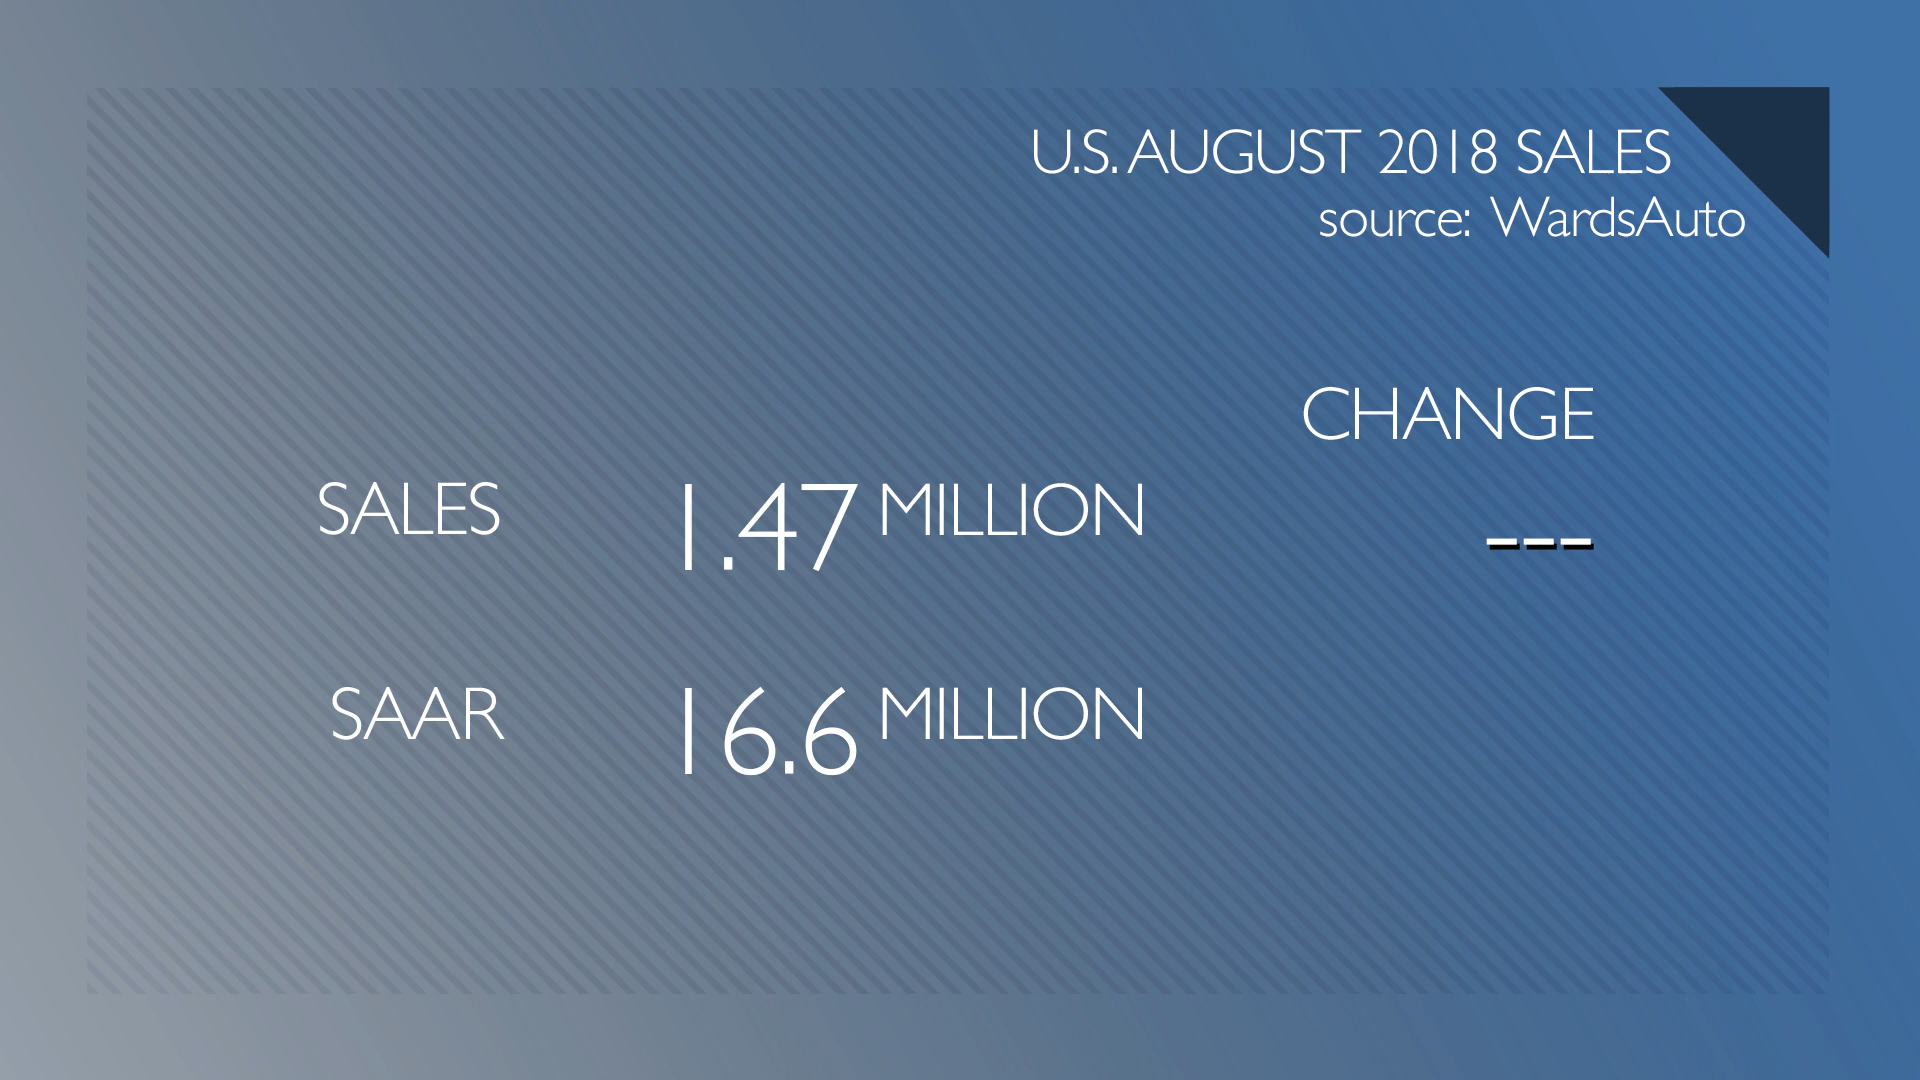 U.S. AUGUST 2018 SALES
source: WardsAuto
CHANGE
SALES 1.47 MILLION ---
SAAR 16.6 MILLION